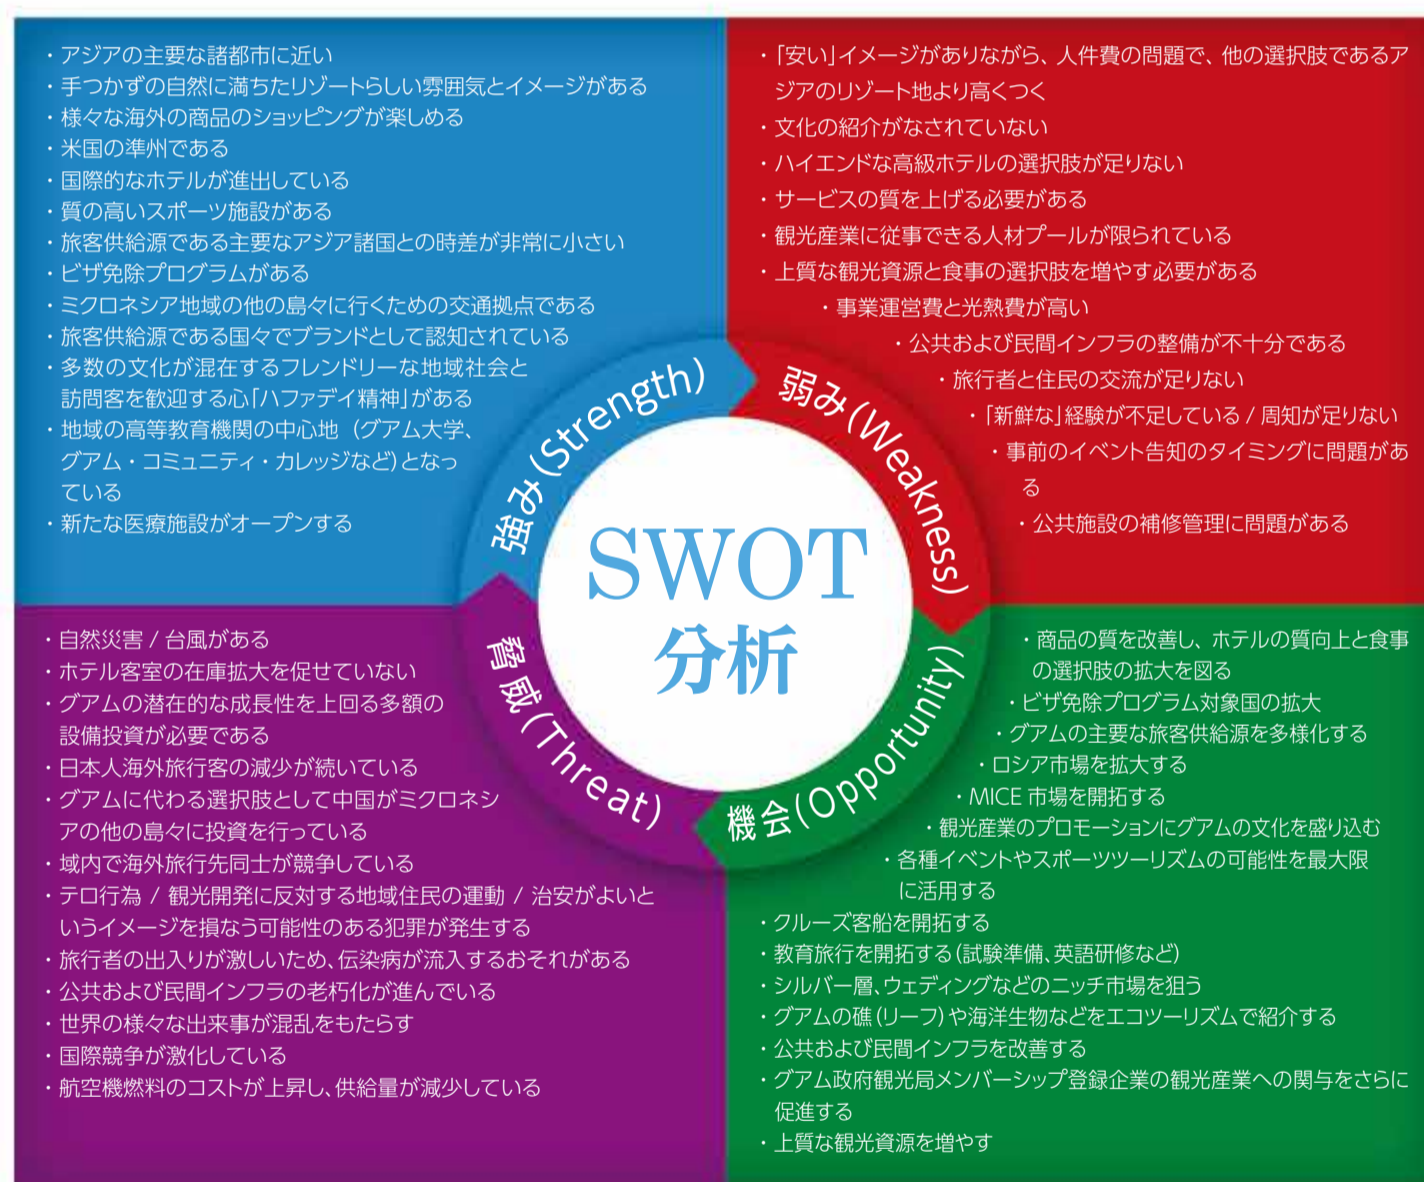 ・アジアの主要な諸都市に近い
・手つかずの自然に満ちたリゾートらしい雰囲気とイメージがある
・様々な海外の商品のショッピングが楽しめる
・米国の準州である
・国際的なホテルが進出している
・質の高いスポーツ施設がある
・旅客供給源である主要なアジア諸国との時差が非常に小さい
・ビザ免除プログラムがある
・ミクロネシア地域の他の島々に行くための交通拠点である
・旅客供給源である国々でブランドとして認知されている
・多数の文化が混在するフレンドリーな地域社会と
訪問客を歓迎する心「ハファデイ精神」がある
・地域の高等教育機関の中心地（グアム大学、
グアム・コミュニティ・カレッジなど）となっ
ている
・新たな医療施設がオープンする
強み(Strength)
・「安い」イメージがありながら、人件費の問題で、他の選択肢であるア
ジアのリゾート地より高くつく
・文化の紹介がなされていない
・ハイエンドな高級ホテルの選択肢が足りない
・サービスの質を上げる必要がある
・観光産業に従事できる人材プールが限られている
・上質な観光資源と食事の選択肢を増やす必要がある
・事業運営費と光熱費が高い
・公共および民間インフラの整備が不十分である
・旅行者と住民の交流が足りない
・「新鮮な」経験が不足している / 周知が足りない
・事前のイベント告知のタイミングに問題があ
る
・公共施設の補修管理に問題がある
弱み(Weakness)
SWOT
分析
・自然災害 / 台風がある
・ホテル客室の在庫拡大を促せていない
・グアムの潜在的な成長性を上回る多額の
設備投資が必要である
・日本人海外旅行客の減少が続いている
・グアムに代わる選択肢として中国がミクロネシ
アの他の島々に投資を行っている
・域内で海外旅行先同士が競争している
・テロ行為 / 観光開発に反対する地域住民の運動 / 治安がよいと
いうイメージを損なう可能性のある犯罪が発生する
・旅行者の出入りが激しいため、伝染病が流入するおそれがある
・公共および民間インフラの老朽化が進んでいる
・世界の様々な出来事が混乱をもたらす
・国際競争が激化している
・航空機燃料のコストが上昇し、供給量が減少している
脅威(Threat)
・商品の質を改善し、ホテルの質向上と食事
の選択肢の拡大を図る
・ビザ免除プログラム対象国の拡大
・グアムの主要な旅客供給源を多様化する
・ロシア市場を拡大する
・MICE 市場を開拓する
・観光産業のプロモーションにグアムの文化を盛り込む
・各種イベントやスポーツツーリズムの可能性を最大限
に活用する
・クルーズ客船を開拓する
・教育旅行を開拓する（試験準備、英語研修など）
・シルバー層、ウェディングなどのニッチ市場を狙う
・グアムの礁（リーフ）や海洋生物などをエコツーリズムで紹介する
・公共および民間インフラを改善する
・グアム政府観光局メンバーシップ登録企業の観光産業への関与をさらに
促進する
・上質な観光資源を増やす
機会(Opportunity)